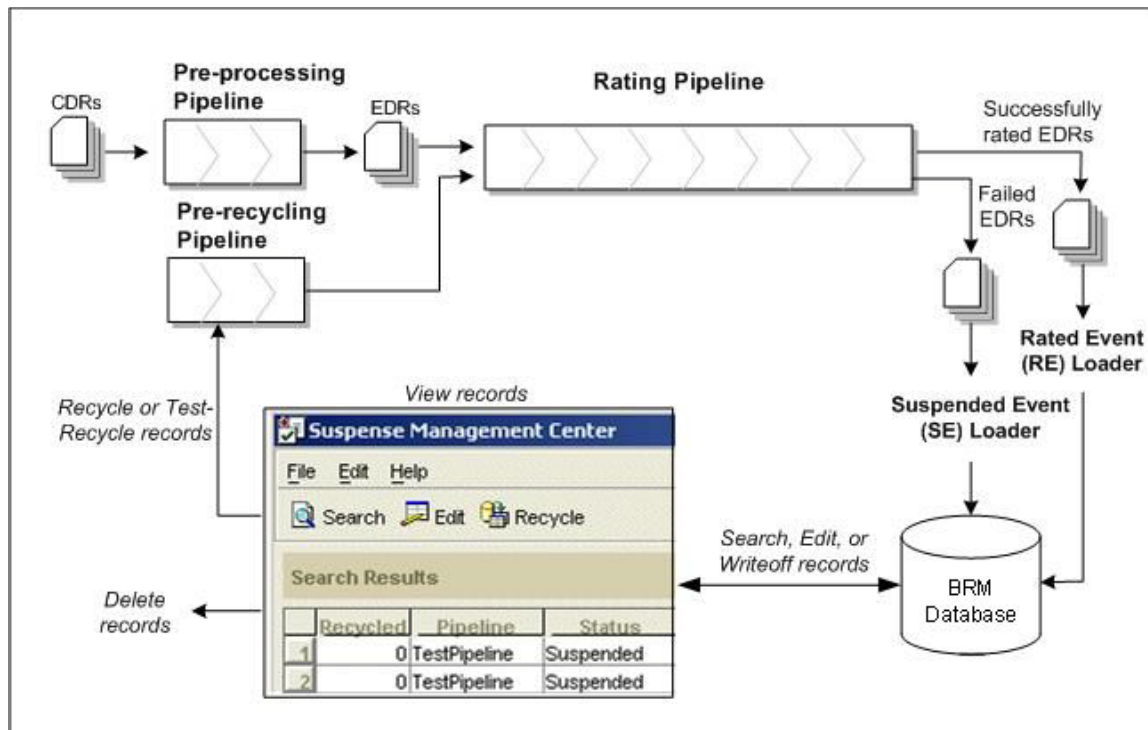 Pre-processing
Pipeline
Rating Pipeline
CDRs
EDRs
Successfully
rated EDRs
Failed
EDRs
Pre-recycling
Pipeline
Rated Event
(RE) Loader
Suspended Event
(SE) Loader
View records
Recycle or Test-
Recycle records
Suspense Management Center
File Edit Help
Search Edit Recycle
Search, Edit, or
Writeoff records
Search Results
BRM
Database
Delete
records
Recycled Pipeline Status
1 0 TestPipeline Suspended
2 0 TestPipeline Suspended